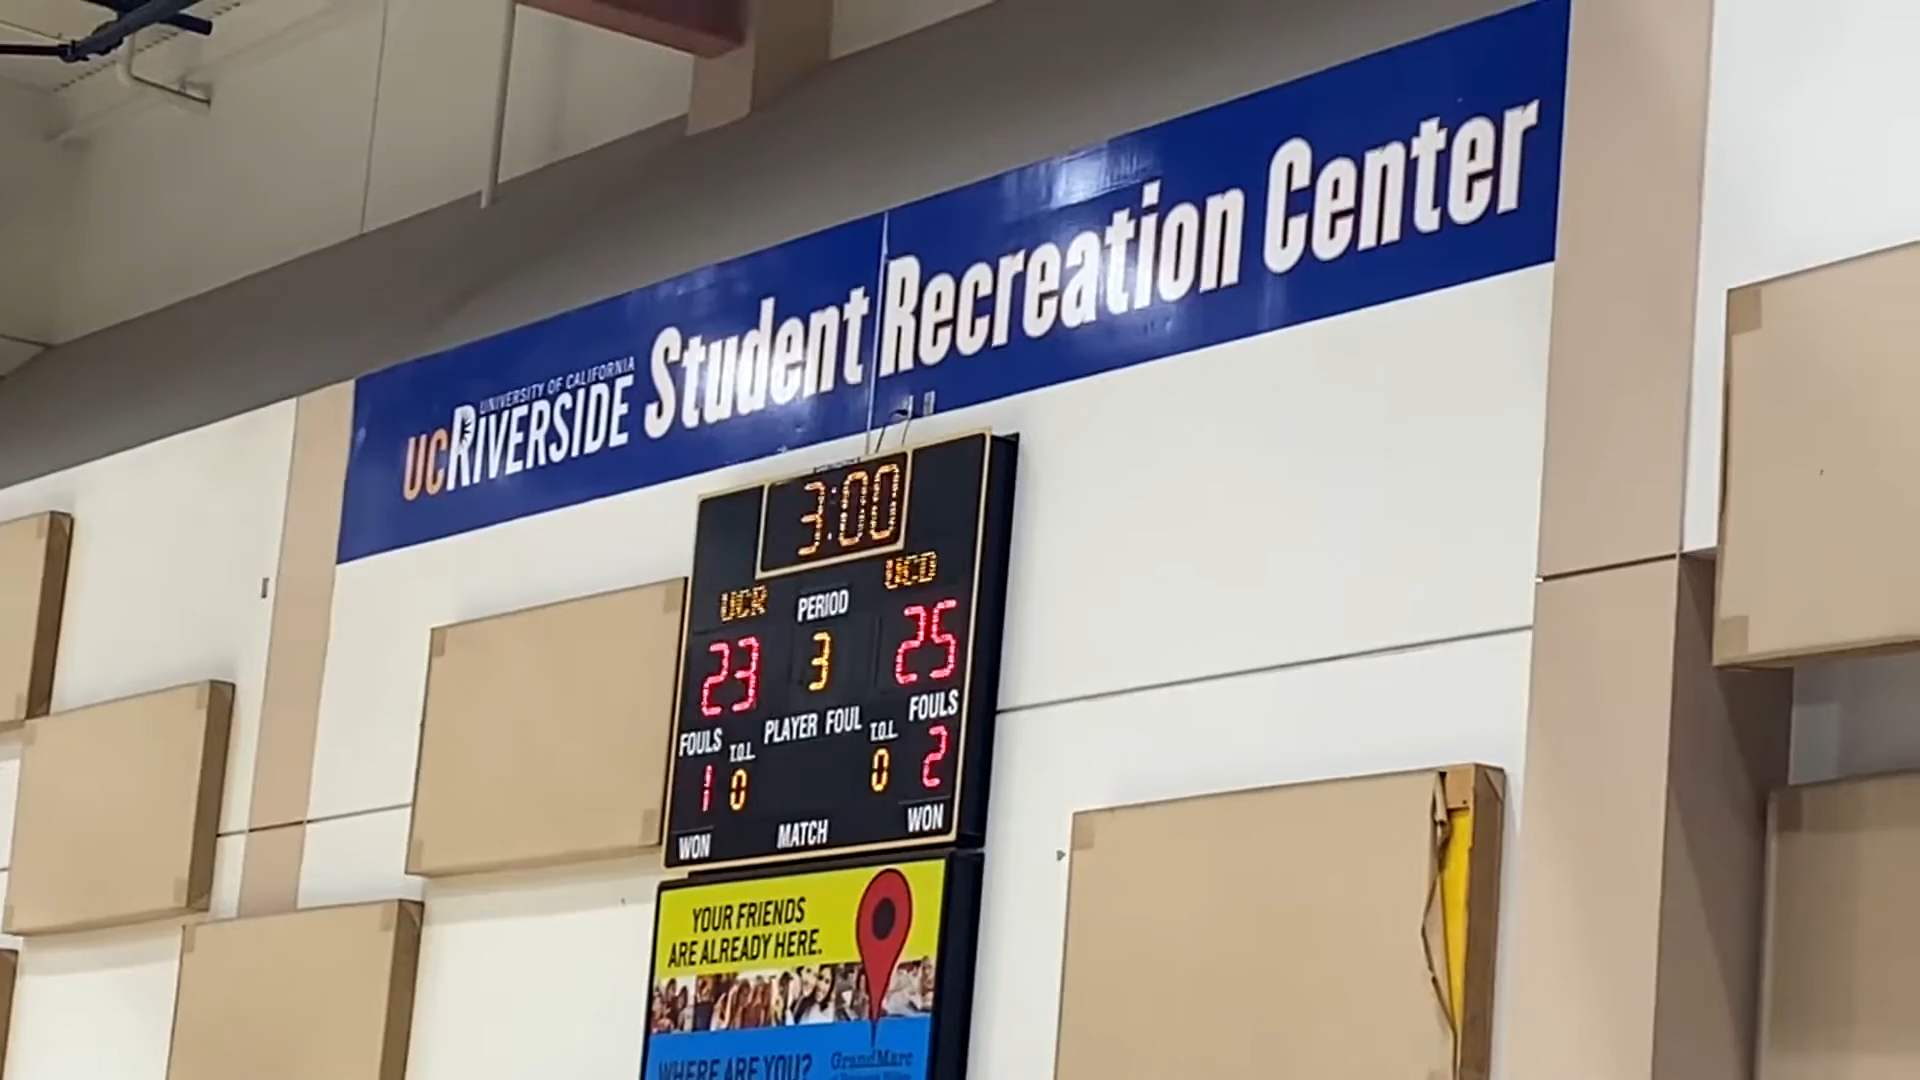 UNIVERSITY OF CALIFORNIA
UCRIVERSIDE Student Recreation Center
3:00
UCR PERIOD UCD
23 3 25
FOULS T.O.L. PLAYER FOUL T.O.L. FOULS
1 0 0 2
WON MATCH WON
YOUR FRIENDS
ARE ALREADY HERE.
WHERE ARE YOU? GrandMarc